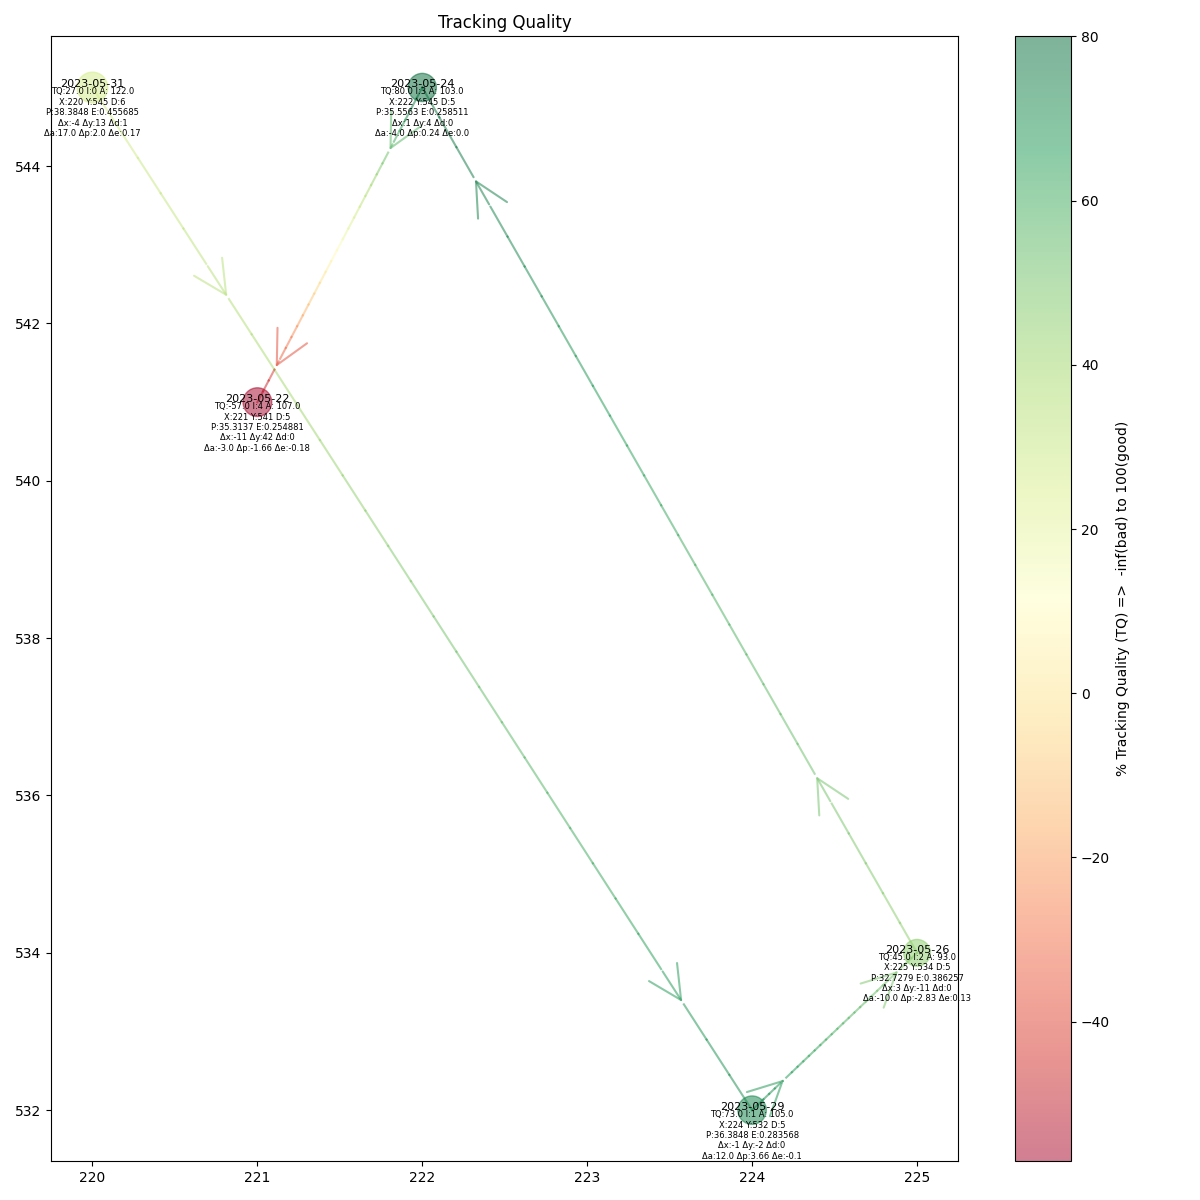 Tracking Quality
2023-05-31
TQ:27.0 I:0 A: 122.0
X:220 Y:545 D:6
P:38.3848 E:0.455685
Δx:-4 Δy:13 Δd:1
Δa:17.0 Δp:2.0 Δe:0.17
2023-05-24
TQ:80.0 I:3 A: 103.0
X:222 Y:545 D:5
P:35.5563 E:0.258511
Δx:1 Δy:4 Δd:0
Δa:-4.0 Δp:0.24 Δe:0.0
2023-05-22
TQ:-57.0 I:4 A: 107.0
X:221 Y:541 D:5
P:35.3137 E:0.254881
Δx:-11 Δy:42 Δd:0
Δa:-3.0 Δp:-1.66 Δe:-0.18
2023-05-26
TQ:45.0 I:2 A: 93.0
X:225 Y:534 D:5
P:32.7279 E:0.386257
Δx:3 Δy:-11 Δd:0
Δa:-10.0 Δp:-2.83 Δe:0.13
2023-05-29
TQ:73.0 I:1 A: 105.0
X:224 Y:532 D:5
P:36.3848 E:0.283568
Δx:-1 Δy:-2 Δd:0
Δa:12.0 Δp:3.66 Δe:-0.1
544
542
540
538
536
534
532
220
221
222
223
224
225
80
60
40
20
0
−20
−40
% Tracking Quality (TQ) => -inf(bad) to 100(good)